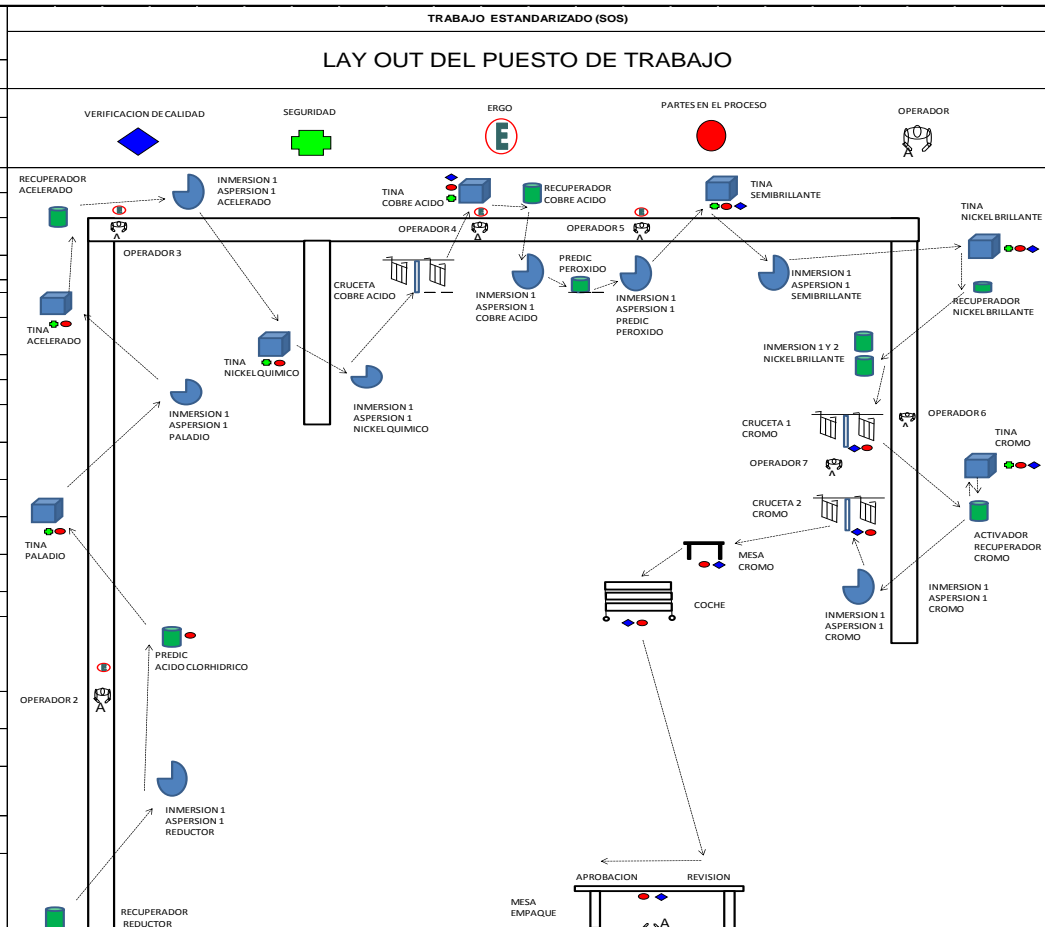 TRABAJO ESTANDARIZADO (SOS)
LAY OUT DEL PUESTO DE TRABAJO
VERIFICACION DE CALIDAD
SEGURIDAD
ERGO
PARTES EN EL PROCESO
OPERADOR
E
A
RECUPERADOR
ACELERADO
INMERSION 1
ASPERSION 1
ACELERADO
TINA
COBRE ACIDO
RECUPERADOR
COBRE ACIDO
TINA
SEMIBRILLANTE
TINA
NICKEL BRILLANTE
OPERADOR 3
OPERADOR 4
OPERADOR 5
CRUCETA
COBRE ACIDO
INMERSION 1
ASPERSION 1
COBRE ACIDO
PREDIC
PEROXIDO
INMERSION 1
ASPERSION 1
PREDIC
PEROXIDO
INMERSION 1
ASPERSION 1
SEMIBRILLANTE
RECUPERADOR
NICKEL BRILLANTE
TINA
ACELERADO
TINA
NICKEL QUIMICO
INMERSION 1 Y 2
NICKEL BRILLANTE
INMERSION 1
ASPERSION 1
PALADIO
INMERSION 1
ASPERSION 1
NICKEL QUIMICO
CRUCETA 1
CROMO
OPERADOR 6
TINA
CROMO
OPERADOR 7
CRUCETA 2
CROMO
TINA
PALADIO
ACTIVADOR
RECUPERADOR
CROMO
MESA
CROMO
INMERSION 1
ASPERSION 1
CROMO
COCHE
INMERSION 1
ASPERSION 1
CROMO
PREDIC
ACIDO CLORHIDRICO
OPERADOR 2
A
INMERSION 1
ASPERSION 1
REDUCTOR
APROBACION
REVISION
MESA
EMPAQUE
A
RECUPERADOR
REDUCTOR